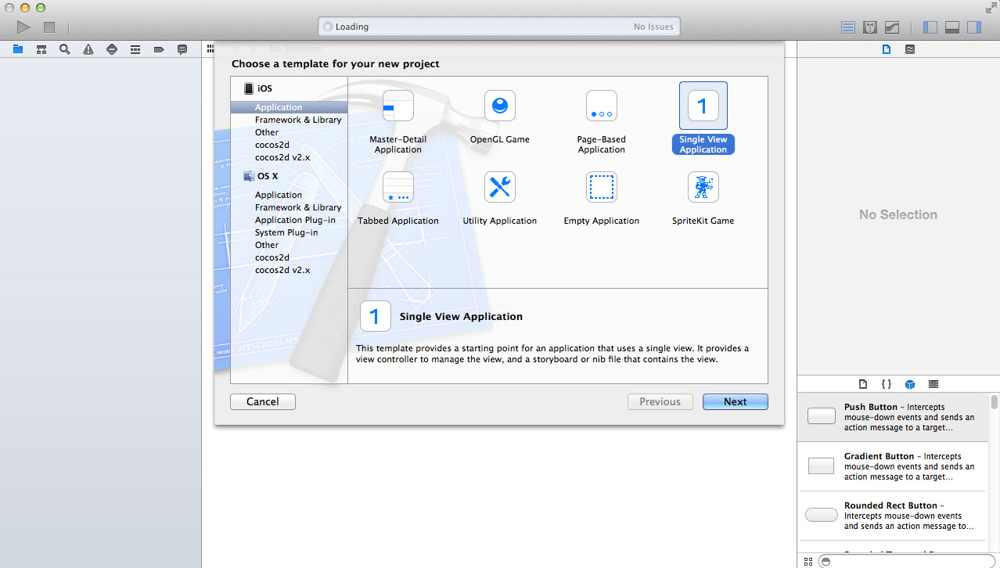 Loading
No Issues
No Selection
Choose a template for your new project
iOS
Application
Framework & Library
Other
cocos2d
cocos2d v2.x
OS X
Application
Framework & Library
Application Plug-in
System Plug-in
Other
cocos2d
cocos2d v2.x
Master-Detail
Application
OpenGL Game
Page-Based
Application
1
Single View
Application
Tabbed Application
Utility Application
Empty Application
SpriteKit Game
1
Single View Application
This template provides a starting point for an application that uses a single view. It provides a
view controller to manage the view, and a storyboard or nib file that contains the view.
Cancel
Previous
Next
No Selection
{ }
Push Button - Intercepts
mouse-down events and sends an
action message to a target...
Gradient Button - Intercepts
mouse-down events and sends an
action message to a target...
Rounded Rect Button -
Intercepts mouse-down events
and sends an action message to...